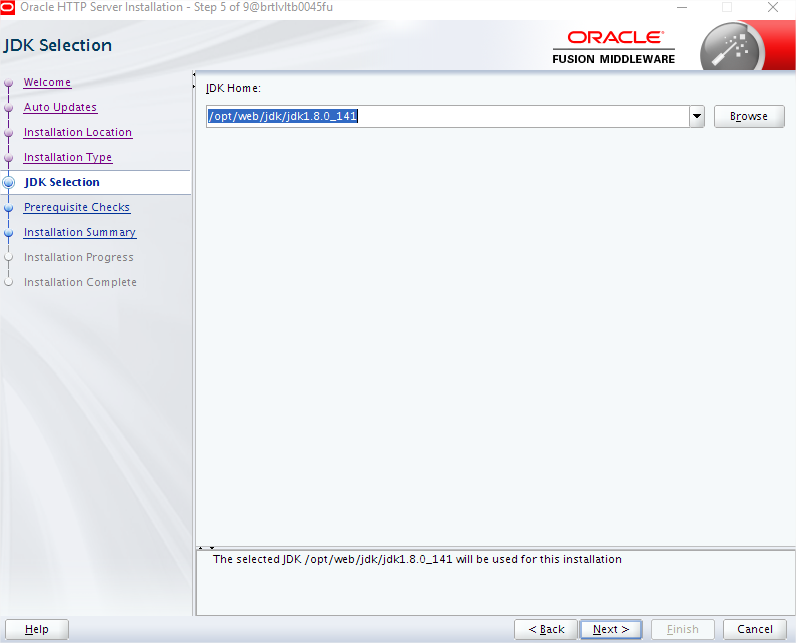 Oracle HTTP Server Installation - Step 5 of 9@brtlvltb0045fu
JDK Selection
ORACLE
FUSION MIDDLEWARE
Welcome
Auto Updates
Installation Location
Installation Type
JDK Selection
Prerequisite Checks
Installation Summary
Installation Progress
Installation Complete
JDK Home:
/opt/web/jdk/jdk1.8.0_141
Browse
The selected JDK /opt/web/jdk/jdk1.8.0_141 will be used for this installation
Help
< Back
Next >
Finish
Cancel